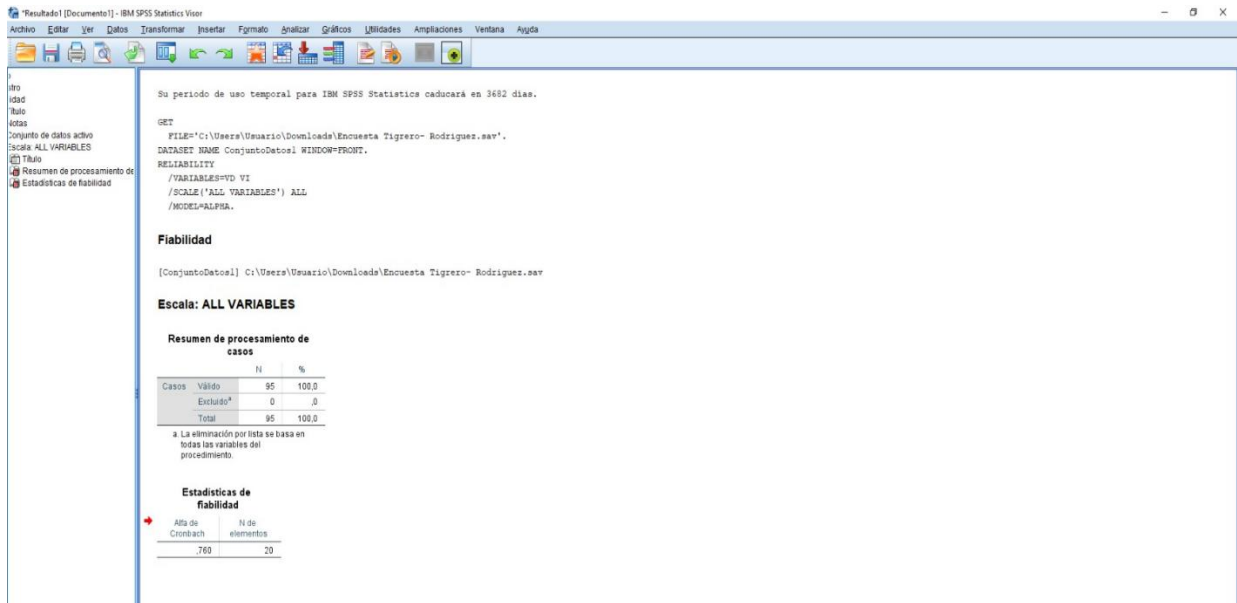 *Resultado1 [Documento1] - IBM SPSS Statistics Visor
Archivo Editar Ver Datos Transformar Insertar Formato Analizar Gráficos Utilidades Ampliaciones Ventana Ayuda
stro
idad
Título
Notas
Conjunto de datos activo
Escala: ALL VARIABLES
Título
Resumen de procesamiento de
Estadísticas de fiabilidad
Su periodo de uso temporal para IBM SPSS Statistics caducará en 3682 días.
GET
FILE='C:\Users\Usuario\Downloads\Encuesta Tigrero- Rodriguez.sav'.
DATASET NAME ConjuntoDatos1 WINDOW=FRONT.
RELIABILITY
/VARIABLES=VD VI
/SCALE('ALL VARIABLES') ALL
/MODEL=ALPHA.
Fiabilidad
[ConjuntoDatos1] C:\Users\Usuario\Downloads\Encuesta Tigrero- Rodriguez.sav
Escala: ALL VARIABLES
Resumen de procesamiento de
casos
N %
Casos Válido 95 100,0
Excluido a 0 ,0
Total 95 100,0
a. La eliminación por lista se basa en
todas las variables del
procedimiento.
Estadísticas de
fiabilidad
Alfa de N de
Cronbach elementos
,760 20